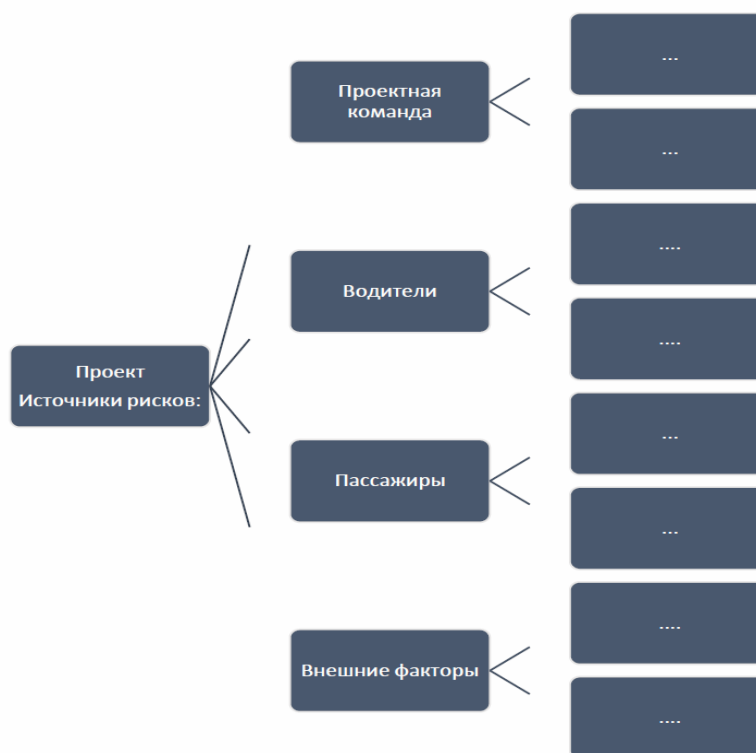 Проект
Источники рисков:
Проектная
команда
...
...
Водители
....
....
Пассажиры
...
...
Внешние факторы
....
....